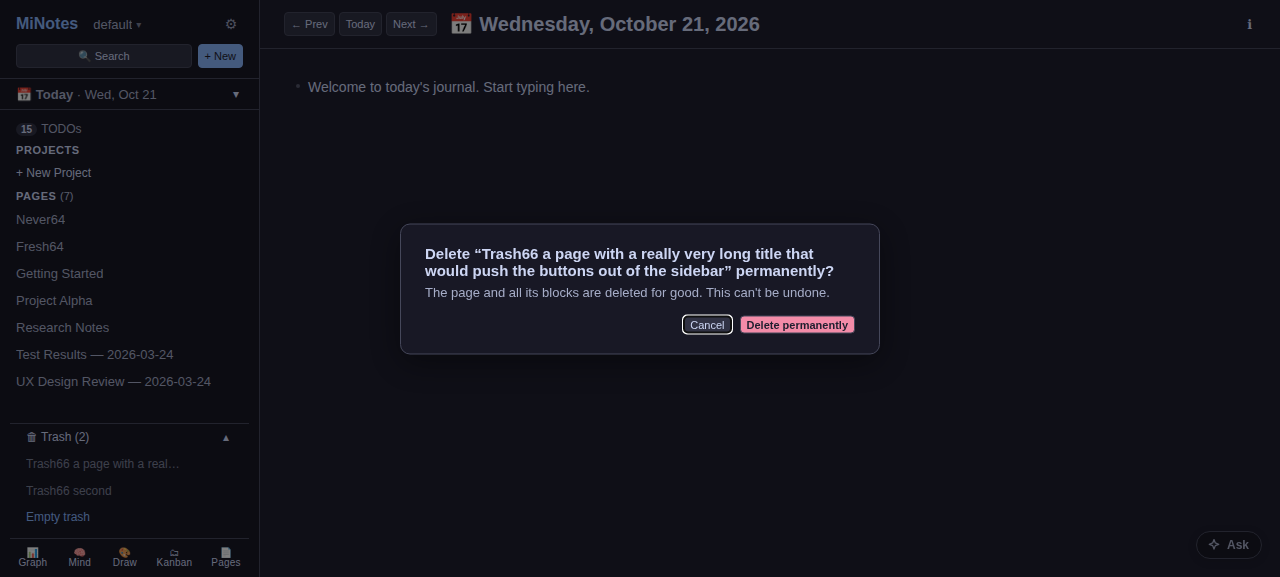 MiNotes default ▾ ⚙
🔍 Search + New
📅 Today · Wed, Oct 21 ▾
15 TODOs
PROJECTS
+ New Project
PAGES (7)
Never64
Fresh64
Getting Started
Project Alpha
Research Notes
Test Results — 2026-03-24
UX Design Review — 2026-03-24
🗑 Trash (2) ▴
Trash66 a page with a real…
Trash66 second
Empty trash
Graph Mind Draw Kanban Pages
← Prev Today Next → 📅 Wednesday, October 21, 2026 ℹ
• Welcome to today's journal. Start typing here.
Delete “Trash66 a page with a really very long title that
would push the buttons out of the sidebar” permanently?
The page and all its blocks are deleted for good. This can't be undone.
Cancel Delete permanently
Ask